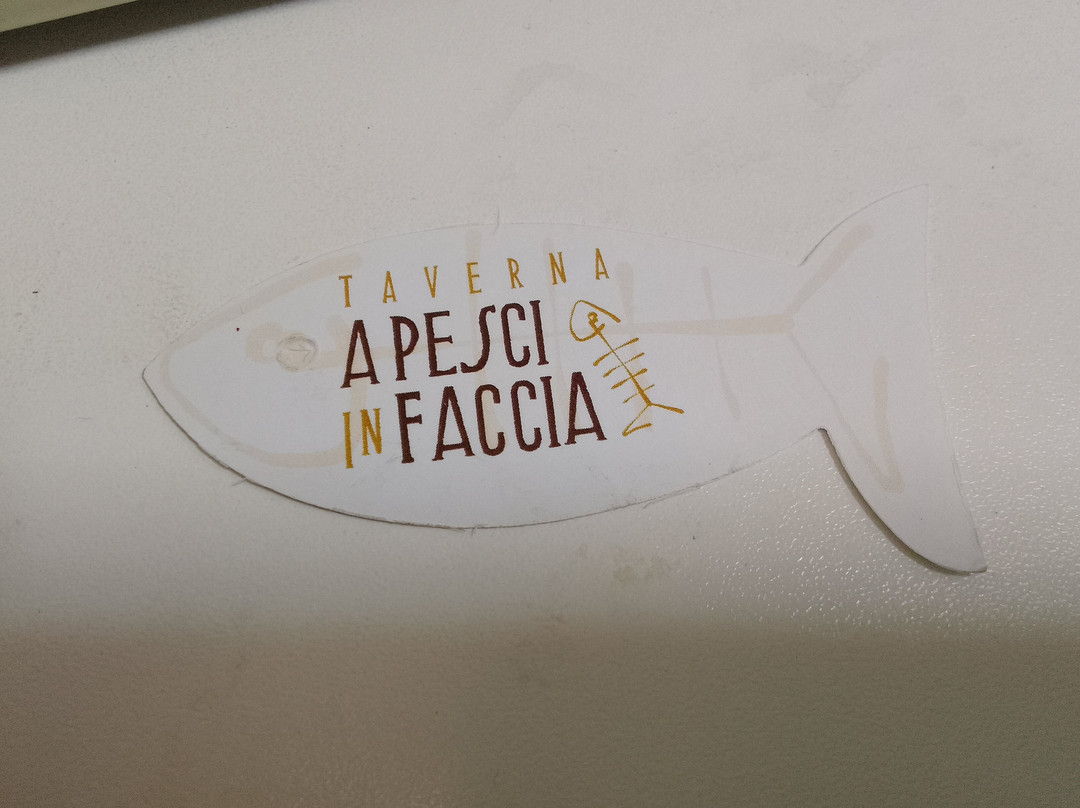 TAVERNA
A PESCI
IN FACCIA